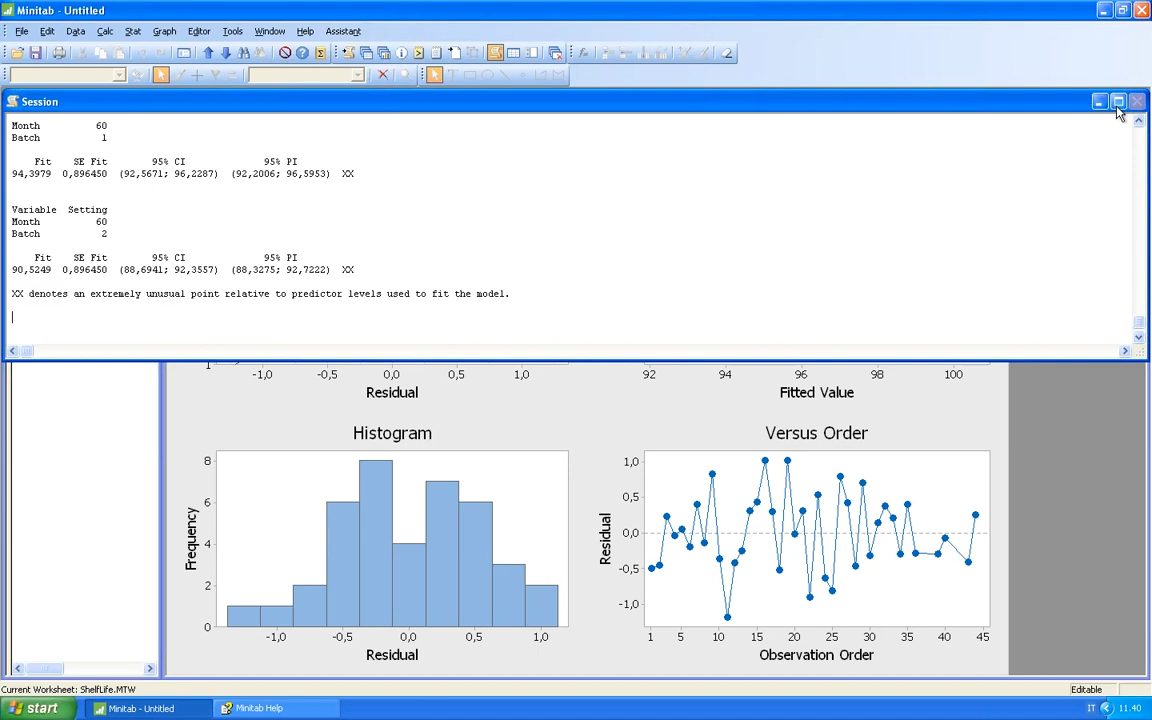 Minitab - Untitled
File Edit Data Calc Stat Graph Editor Tools Window Help Assistant
Session
Month 60
Batch 1
Fit SE Fit 95% CI 95% PI
94,3979 0,896450 (92,5671; 96,2287) (92,2006; 96,5953) XX
Variable Setting
Month 60
Batch 2
Fit SE Fit 95% CI 95% PI
90,5249 0,896450 (88,6941; 92,3557) (88,3275; 92,7222) XX
XX denotes an extremely unusual point relative to predictor levels used to fit the model.
1
-1,0 -0,5 0,0 0,5 1,0
Residual
92 94 96 98 100
Fitted Value
Histogram
8
6
4
2
0
Frequency
-1,0 -0,5 0,0 0,5 1,0
Residual
Versus Order
1,0
0,5
0,0
-0,5
-1,0
Residual
1 5 10 15 20 25 30 35 40 45
Observation Order
Current Worksheet: ShelfLife.MTW
Editable
start
Minitab - Untitled
Minitab Help
IT
11.40